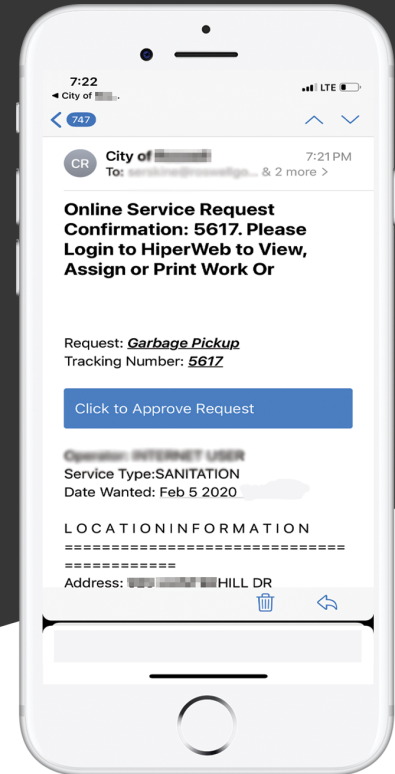 7:22
LTE
City of
747
CR
City of
7:21 PM
To:
& 2 more >
Online Service Request
Confirmation: 5617. Please
Login to HiperWeb to View,
Assign or Print Work Or
Request: Garbage Pickup
Tracking Number: 5617
Click to Approve Request
Service Type:SANITATION
Date Wanted: Feb 5 2020
L O C A T I O N I N F O R M A T I O N
==============================
============
Address: HILL DR